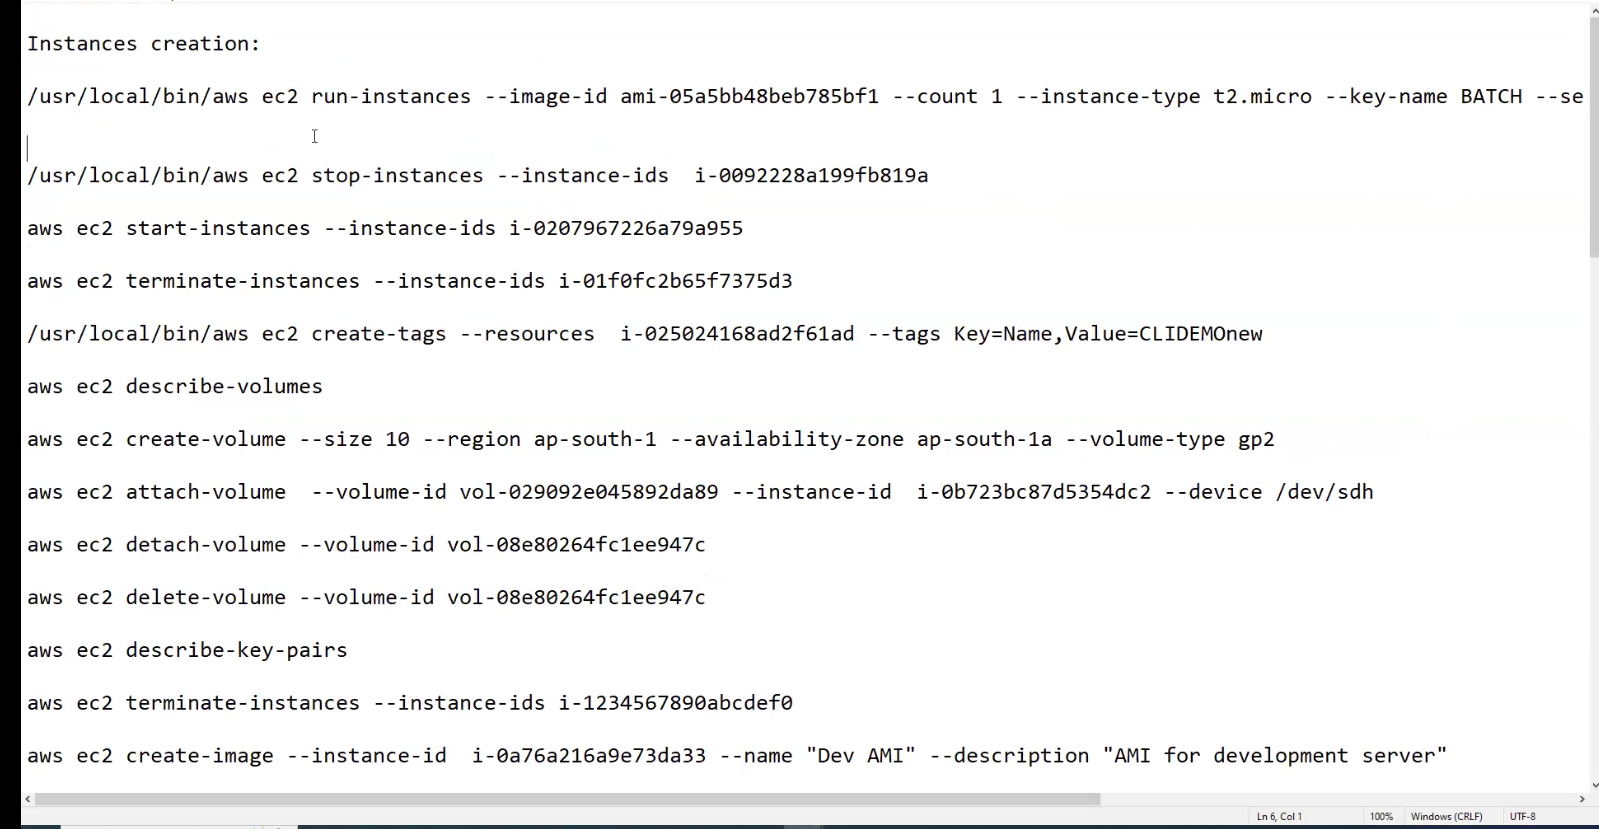 Instances creation:
/usr/local/bin/aws ec2 run-instances --image-id ami-05a5bb48beb785bf1 --count 1 --instance-type t2.micro --key-name BATCH --se
/usr/local/bin/aws ec2 stop-instances --instance-ids  i-0092228a199fb819a
aws ec2 start-instances --instance-ids i-0207967226a79a955
aws ec2 terminate-instances --instance-ids i-01f0fc2b65f7375d3
/usr/local/bin/aws ec2 create-tags --resources  i-025024168ad2f61ad --tags Key=Name,Value=CLIDEMOnew
aws ec2 describe-volumes
aws ec2 create-volume --size 10 --region ap-south-1 --availability-zone ap-south-1a --volume-type gp2
aws ec2 attach-volume  --volume-id vol-029092e045892da89 --instance-id  i-0b723bc87d5354dc2 --device /dev/sdh
aws ec2 detach-volume --volume-id vol-08e80264fc1ee947c
aws ec2 delete-volume --volume-id vol-08e80264fc1ee947c
aws ec2 describe-key-pairs
aws ec2 terminate-instances --instance-ids i-1234567890abcdef0
aws ec2 create-image --instance-id  i-0a76a216a9e73da33 --name "Dev AMI" --description "AMI for development server"
Ln 6, Col 1 100% Windows (CRLF) UTF-8